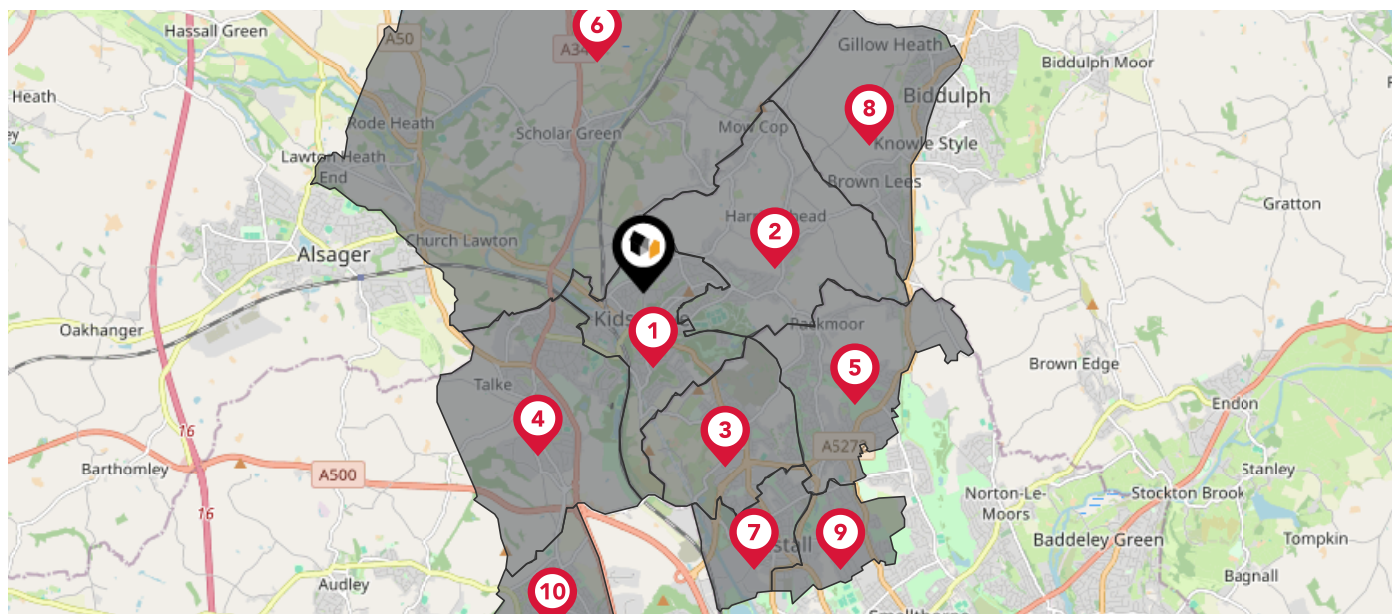 Hassall Green
6
A50
A34
Gillow Heath
Biddulph Moor
Heath
8
Biddulph
Rode Heath
Scholar Green
Mow Cop
Knowle Style
Lawton Heath
End
Brown Lees
Gratton
2
Alsager
Church Lawton
Oakhanger
1
Packmoor
Brown Edge
5
Talke
4
3
Endon
16
A500
Barthomley
Stanley
Norton-Le-
Moors
Stockton Brook
16
7
9
Baddeley Green
Tompkin
Audley
10
Bagnall